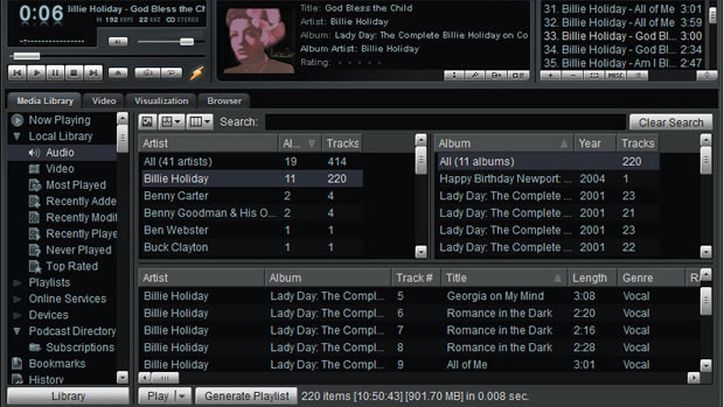 0:06
Billie Holiday - God Bless the Child
192 KBPS 22 KHZ
Title: God Bless the Child
Artist: Billie Holiday
Album: Lady Day: The Complete Billie Holiday on Co
Album Artist: Billie Holiday
Rating:
31. Billie Holiday - All of Me 3:01
32. Billie Holiday - 3:59
33. Billie Holiday - God Bl... 3:00
34. Billie Holiday - God Bl... 2:56
35. Billie Holiday - Am I Bl... 2:47
MISC
Media Library Video Visualization Browser
Now Playing
Local Library
Audio
Video
Most Played
Recently Adde
Recently Modif
Recently Playe
Never Played
Top Rated
Playlists
Online Services
Devices
Podcast Directory
Subscriptions
Bookmarks
History
Library
Search: Clear Search
Artist Al... Tracks
All (41 artists) 19 414
Billie Holiday 11 220
Benny Carter 2 4
Benny Goodman & His O... 2 4
Ben Webster 1 1
Buck Clayton 1 1
Album Year Tracks
All (11 albums) 220
Happy Birthday Newport: ... 2004 1
Lady Day: The Complete ... 2001 23
Lady Day: The Complete ... 2001 21
Lady Day: The Complete ... 2001 23
Lady Day: The Complete ... 2001 22
Artist Album Track # Title Length Genre
Billie Holiday Lady Day: The Compl... 5 Georgia on My Mind 3:08 Vocal
Billie Holiday Lady Day: The Compl... 6 Romance in the Dark 2:20 Vocal
Billie Holiday Lady Day: The Compl... 7 Romance in the Dark 2:16 Vocal
Billie Holiday Lady Day: The Compl... 8 Romance in the Dark 2:28 Vocal
Billie Holiday Lady Day: The Compl... 9 All of Me 3:01 Vocal
Play Generate Playlist 220 items [10:50:43] [901.70 MB] in 0.008 sec.